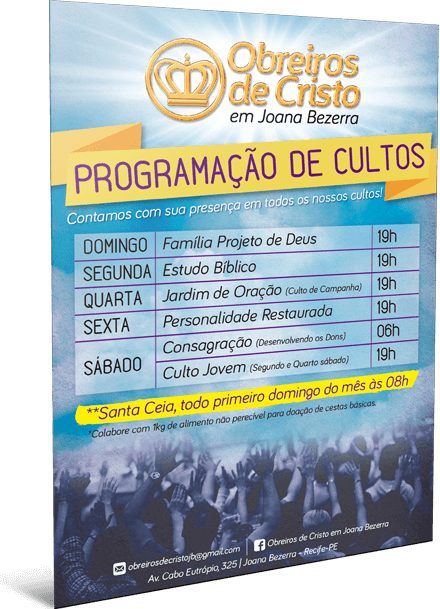 Obreiros
de Cristo
em Joana Bezerra
PROGRAMAÇÃO DE CULTOS
Contamos com sua presença em todos os nossos cultos!
DOMINGO Família Projeto de Deus 19h
SEGUNDA Estudo Bíblico 19h
QUARTA Jardim de Oração (Culto de Campanha) 19h
SEXTA Personalidade Restaurada 19h
SÁBADO Consagração (Desenvolvendo os Dons) 06h
Culto Jovem (Segundo e Quarto sábado) 19h
**Santa Ceia, todo primeiro domingo do mês às 08h
*Colabore com 1kg de alimento não perecível para doação de cestas básicas.
obreirosdecristojb@gmail.com Obreiros de Cristo em Joana Bezerra
Av. Cabo Eutrópio, 325 | Joana Bezerra - Recife-PE